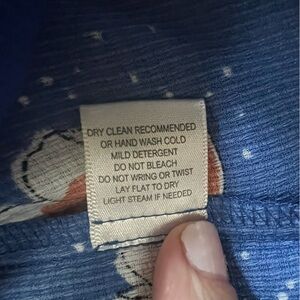 DRY CLEAN RECOMMENDED
OR HAND WASH COLD
MILD DETERGENT
DO NOT BLEACH
DO NOT WRING OR TWIST
LAY FLAT TO DRY
LIGHT STEAM IF NEEDED